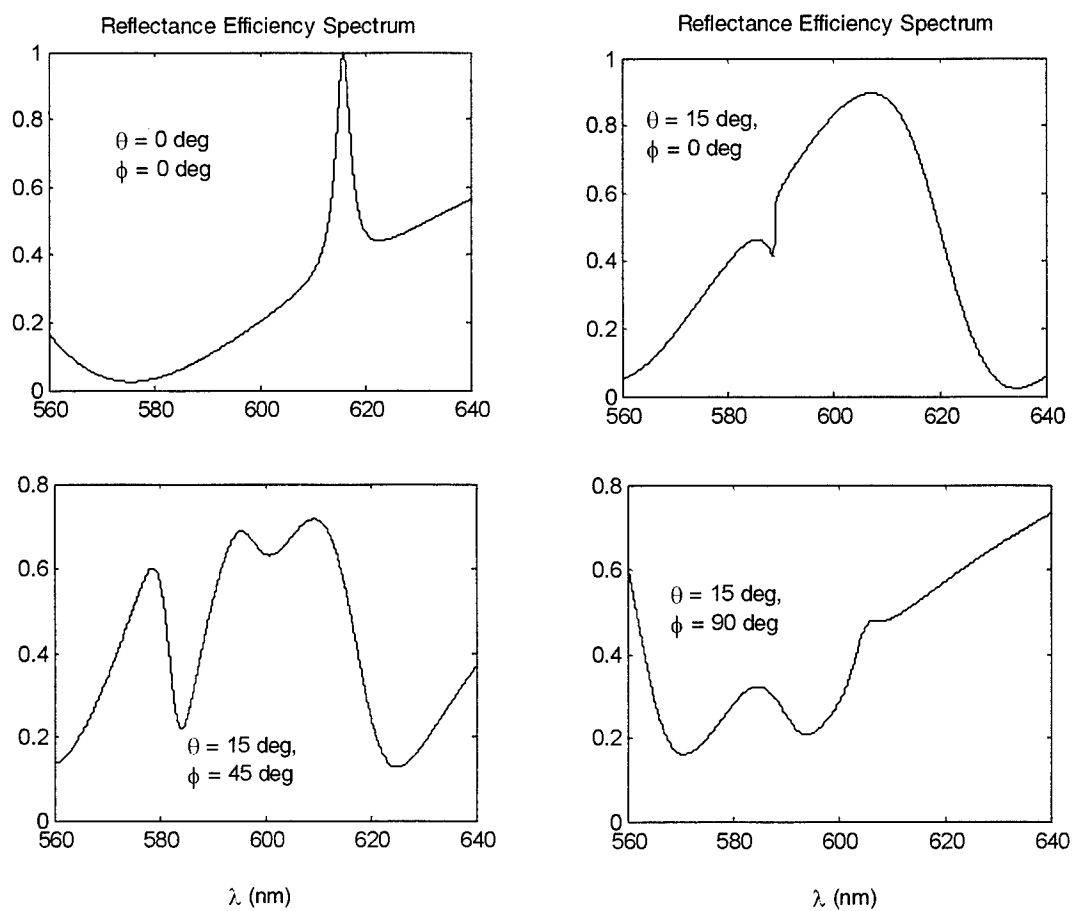 Reflectance Efficiency Spectrum
1
0.8
0.6
0.4
0.2
0
θ = 0 deg
ϕ = 0 deg
560 580 600 620 640
Reflectance Efficiency Spectrum
1
0.8
0.6
0.4
0.2
0
θ = 15 deg,
ϕ = 0 deg
560 580 600 620 640
0.8
0.6
0.4
0.2
0
θ = 15 deg,
ϕ = 45 deg
560 580 600 620 640
λ (nm)
0.8
0.6
0.4
0.2
0
θ = 15 deg,
ϕ = 90 deg
560 580 600 620 640
λ (nm)